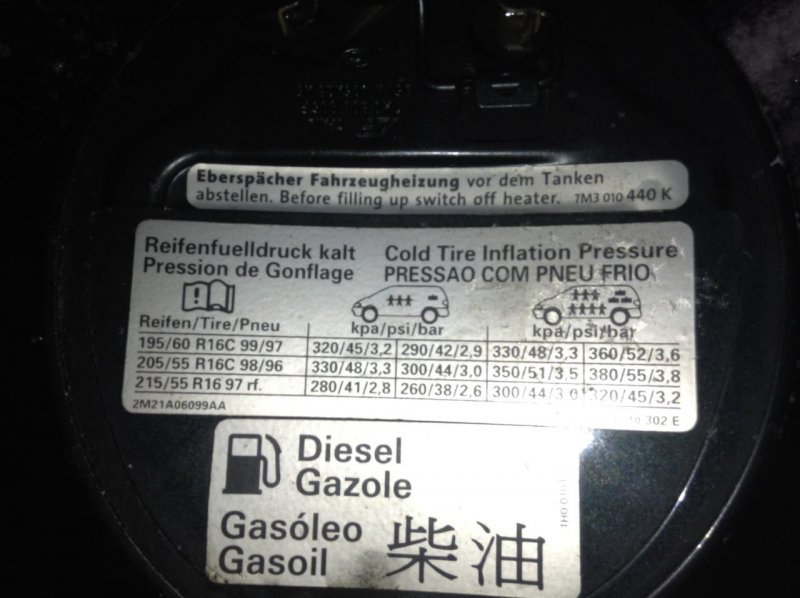 Eberspächer Fahrzeugheizung vor dem Tanken
abstellen. Before filling up switch off heater. 7M3 010 440 K
Reifenfuelldruck kalt Cold Tire Inflation Pressure
Pression de Gonflage PRESSAO COM PNEU FRIO
Reifen/Tire/Pneu kpa/psi/bar kpa/psi/bar
195/60 R16C 99/97 320/45/3,2 290/42/2,9 330/48/3,3 360/52/3,6
205/55 R16C 98/96 330/48/3,3 300/44/3,0 350/51/3,5 380/55/3,8
215/55 R16 97 rf. 280/41/2,8 260/38/2,6 300/44/3,0 320/45/3,2
2M21A06099AA 302 E
Diesel
Gazole
Gasóleo
Gasoil
柴油